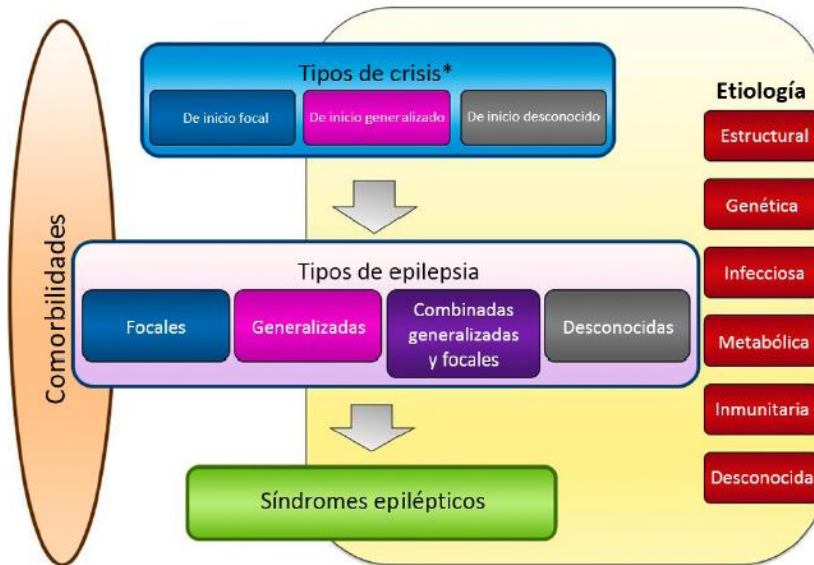 Comorbilidades
Tipos de crisis*
De inicio focal
De inicio generalizado
De inicio desconocido
Tipos de epilepsia
Focales
Generalizadas
Combinadas
generalizadas
y focales
Desconocidas
Síndromes epilépticos
Etiología
Estructural
Genética
Infecciosa
Metabólica
Inmunitaria
Desconocida